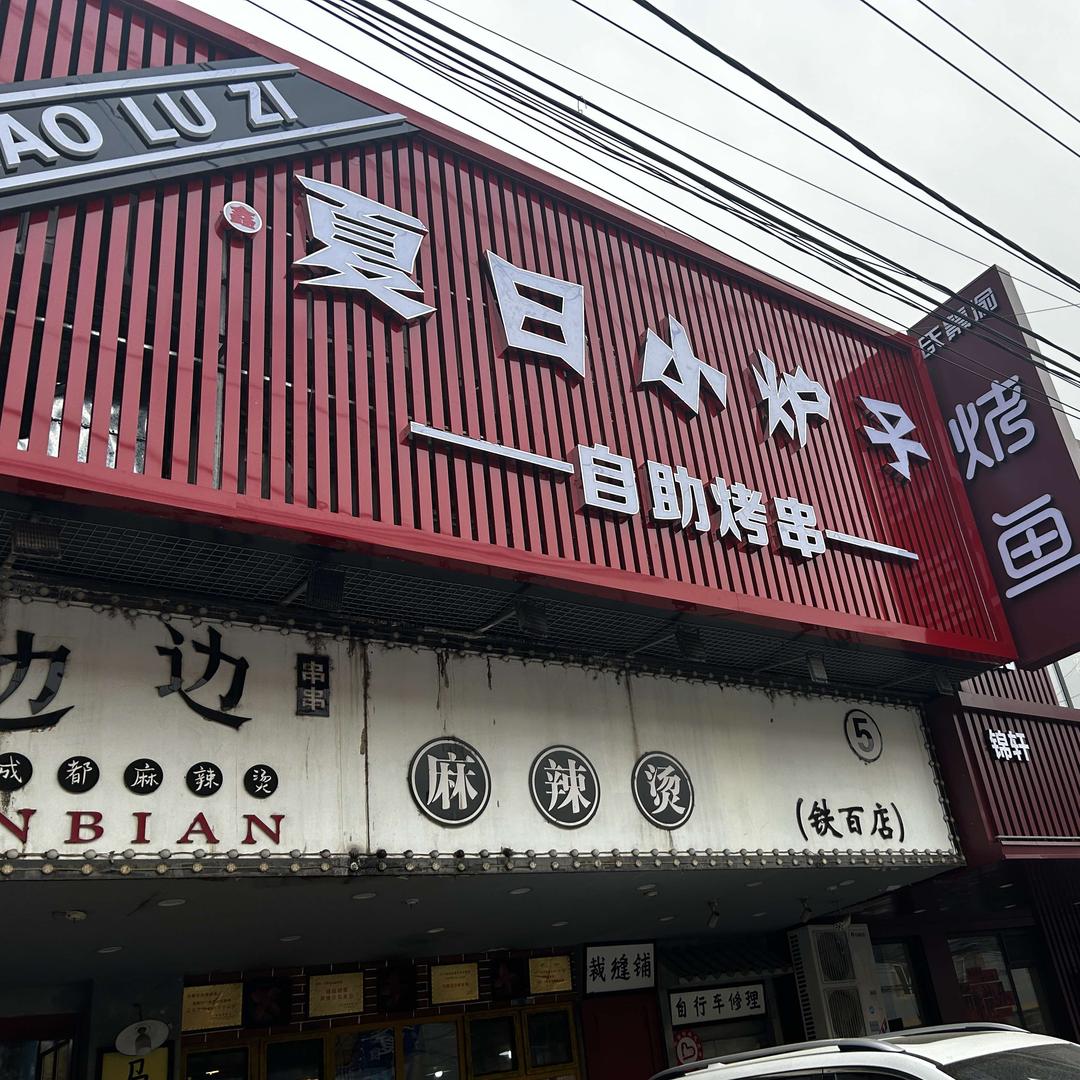 AO LU ZI
鑫
夏日小炉子
自助烤串
烤鱼
边边
串串
成都麻辣烫
NBIAN
麻辣烫
5
(铁百店)
锦轩
裁缝铺
自行车修理